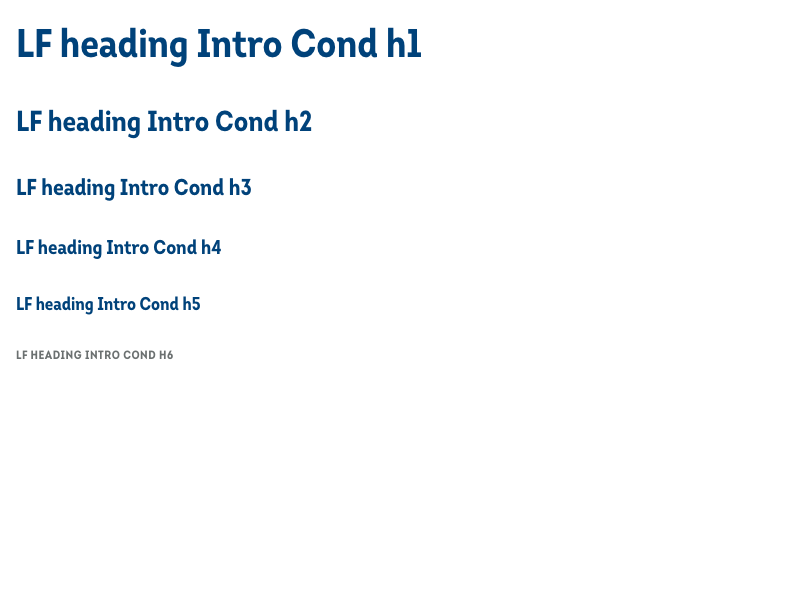 LF heading Intro Cond h1
LF heading Intro Cond h2
LF heading Intro Cond h3
LF heading Intro Cond h4
LF heading Intro Cond h5
LF HEADING INTRO COND H6